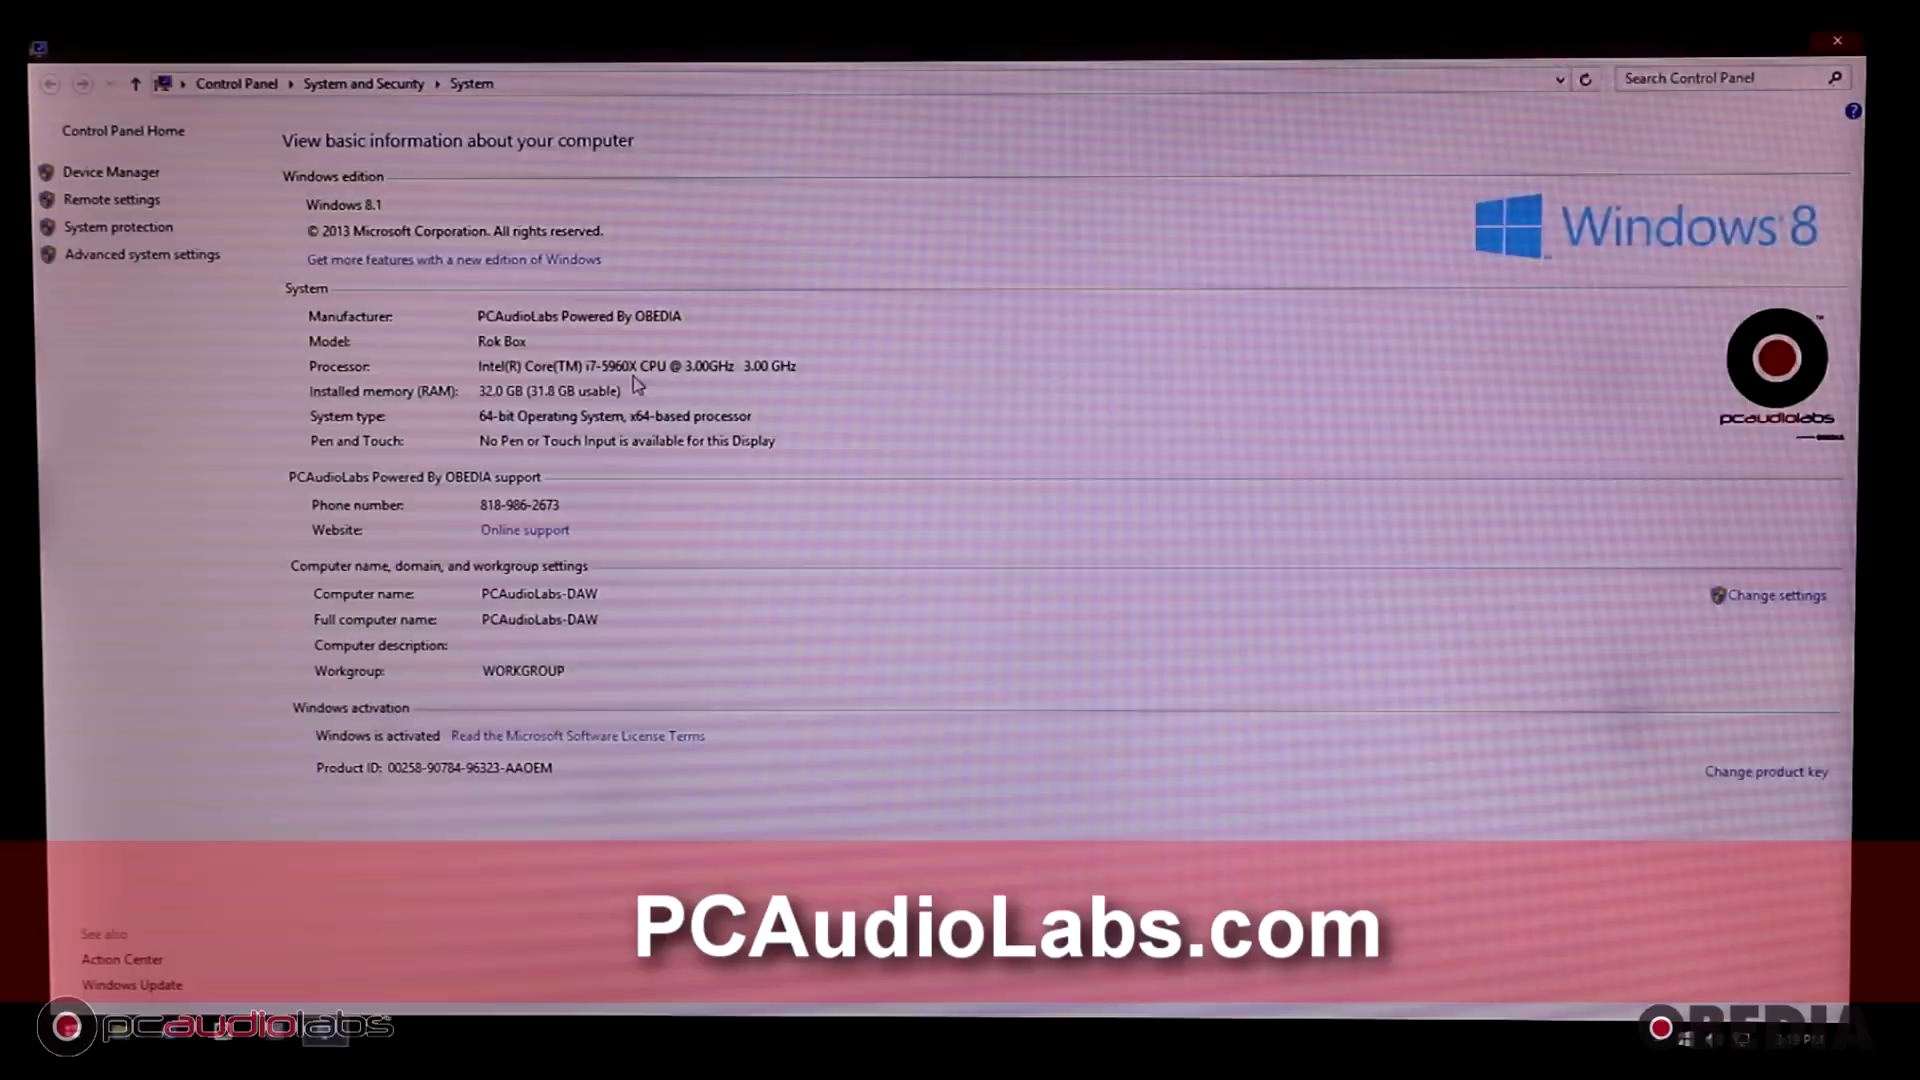 Control Panel System and Security System
Search Control Panel
?
Control Panel Home
Device Manager
Remote settings
System protection
Advanced system settings
View basic information about your computer
Windows edition
Windows 8.1
© 2013 Microsoft Corporation. All rights reserved.
Get more features with a new edition of Windows
Windows 8
System
Manufacturer: PCAudioLabs Powered By OBEDIA
Model: Rok Box
Processor: Intel(R) Core(TM) i7-5960X CPU @ 3.00GHz 3.00 GHz
Installed memory (RAM): 32.0 GB (31.8 GB usable)
System type: 64-bit Operating System, x64-based processor
Pen and Touch: No Pen or Touch Input is available for this Display
pcaudiolabs
OBEDIA
PCAudioLabs Powered By OBEDIA support
Phone number: 818-986-2673
Website: Online support
Computer name, domain, and workgroup settings
Computer name: PCAudioLabs-DAW
Change settings
Full computer name: PCAudioLabs-DAW
Computer description:
Workgroup: WORKGROUP
Windows activation
Windows is activated Read the Microsoft Software License Terms
Product ID: 00258-90784-96323-AAOEM
Change product key
PCAudioLabs.com
See also
Action Center
Windows Update
pcaudiolabs
OBEDIA
3:19 PM